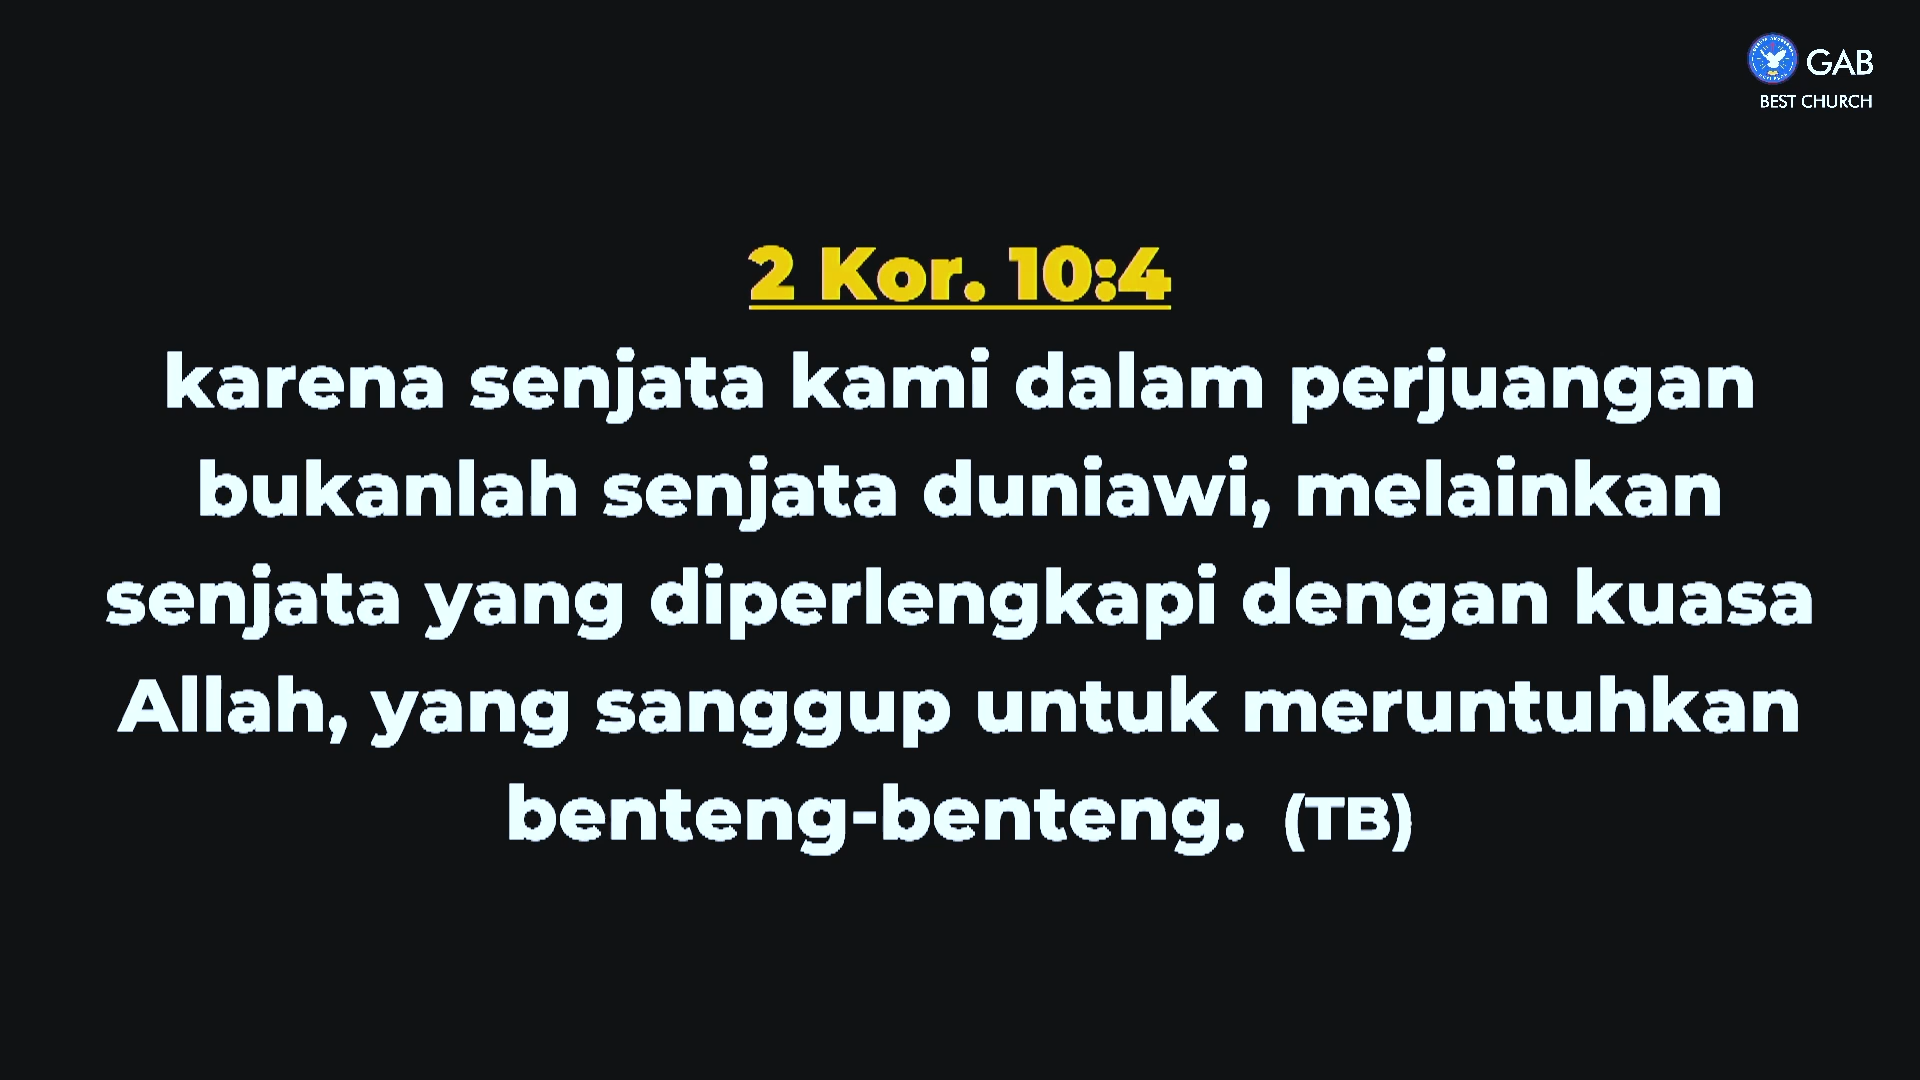 GAB
BEST CHURCH
2 Kor. 10:4
karena senjata kami dalam perjuangan
bukanlah senjata duniawi, melainkan
senjata yang diperlengkapi dengan kuasa
Allah, yang sanggup untuk meruntuhkan
benteng-benteng. (TB)